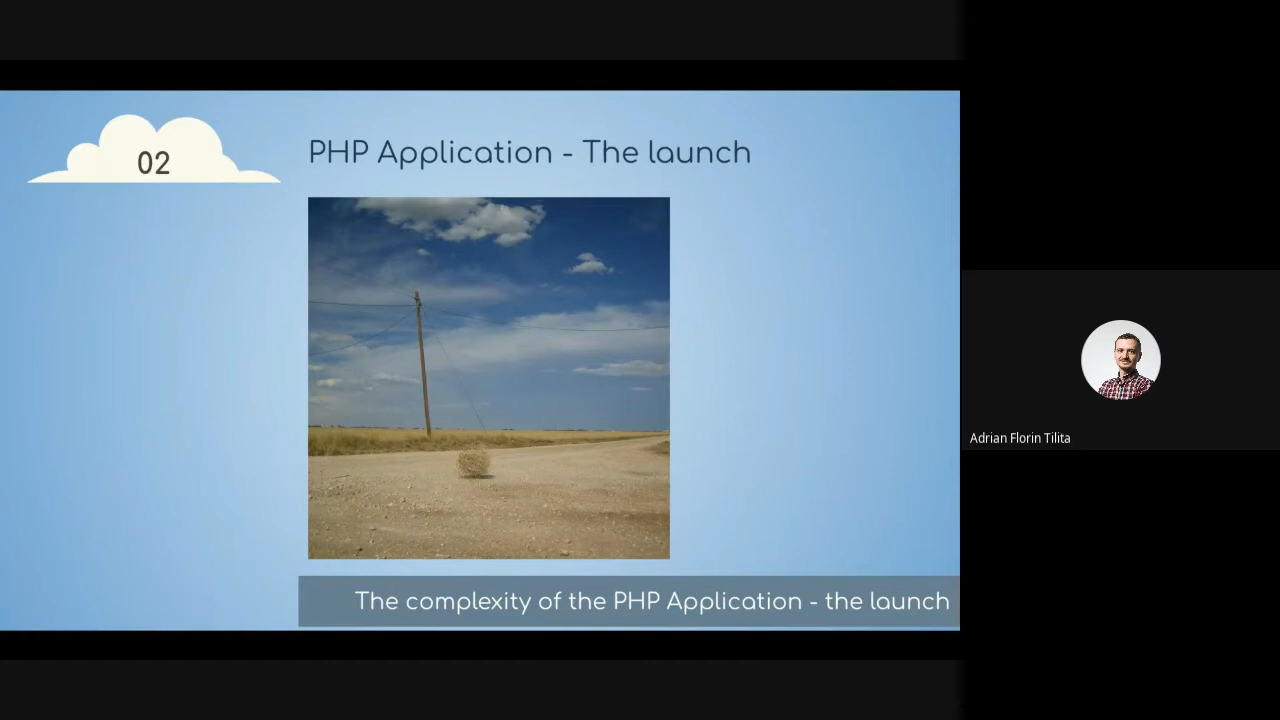 02
PHP Application - The launch
Adrian Florin Tilita
The complexity of the PHP Application - the launch